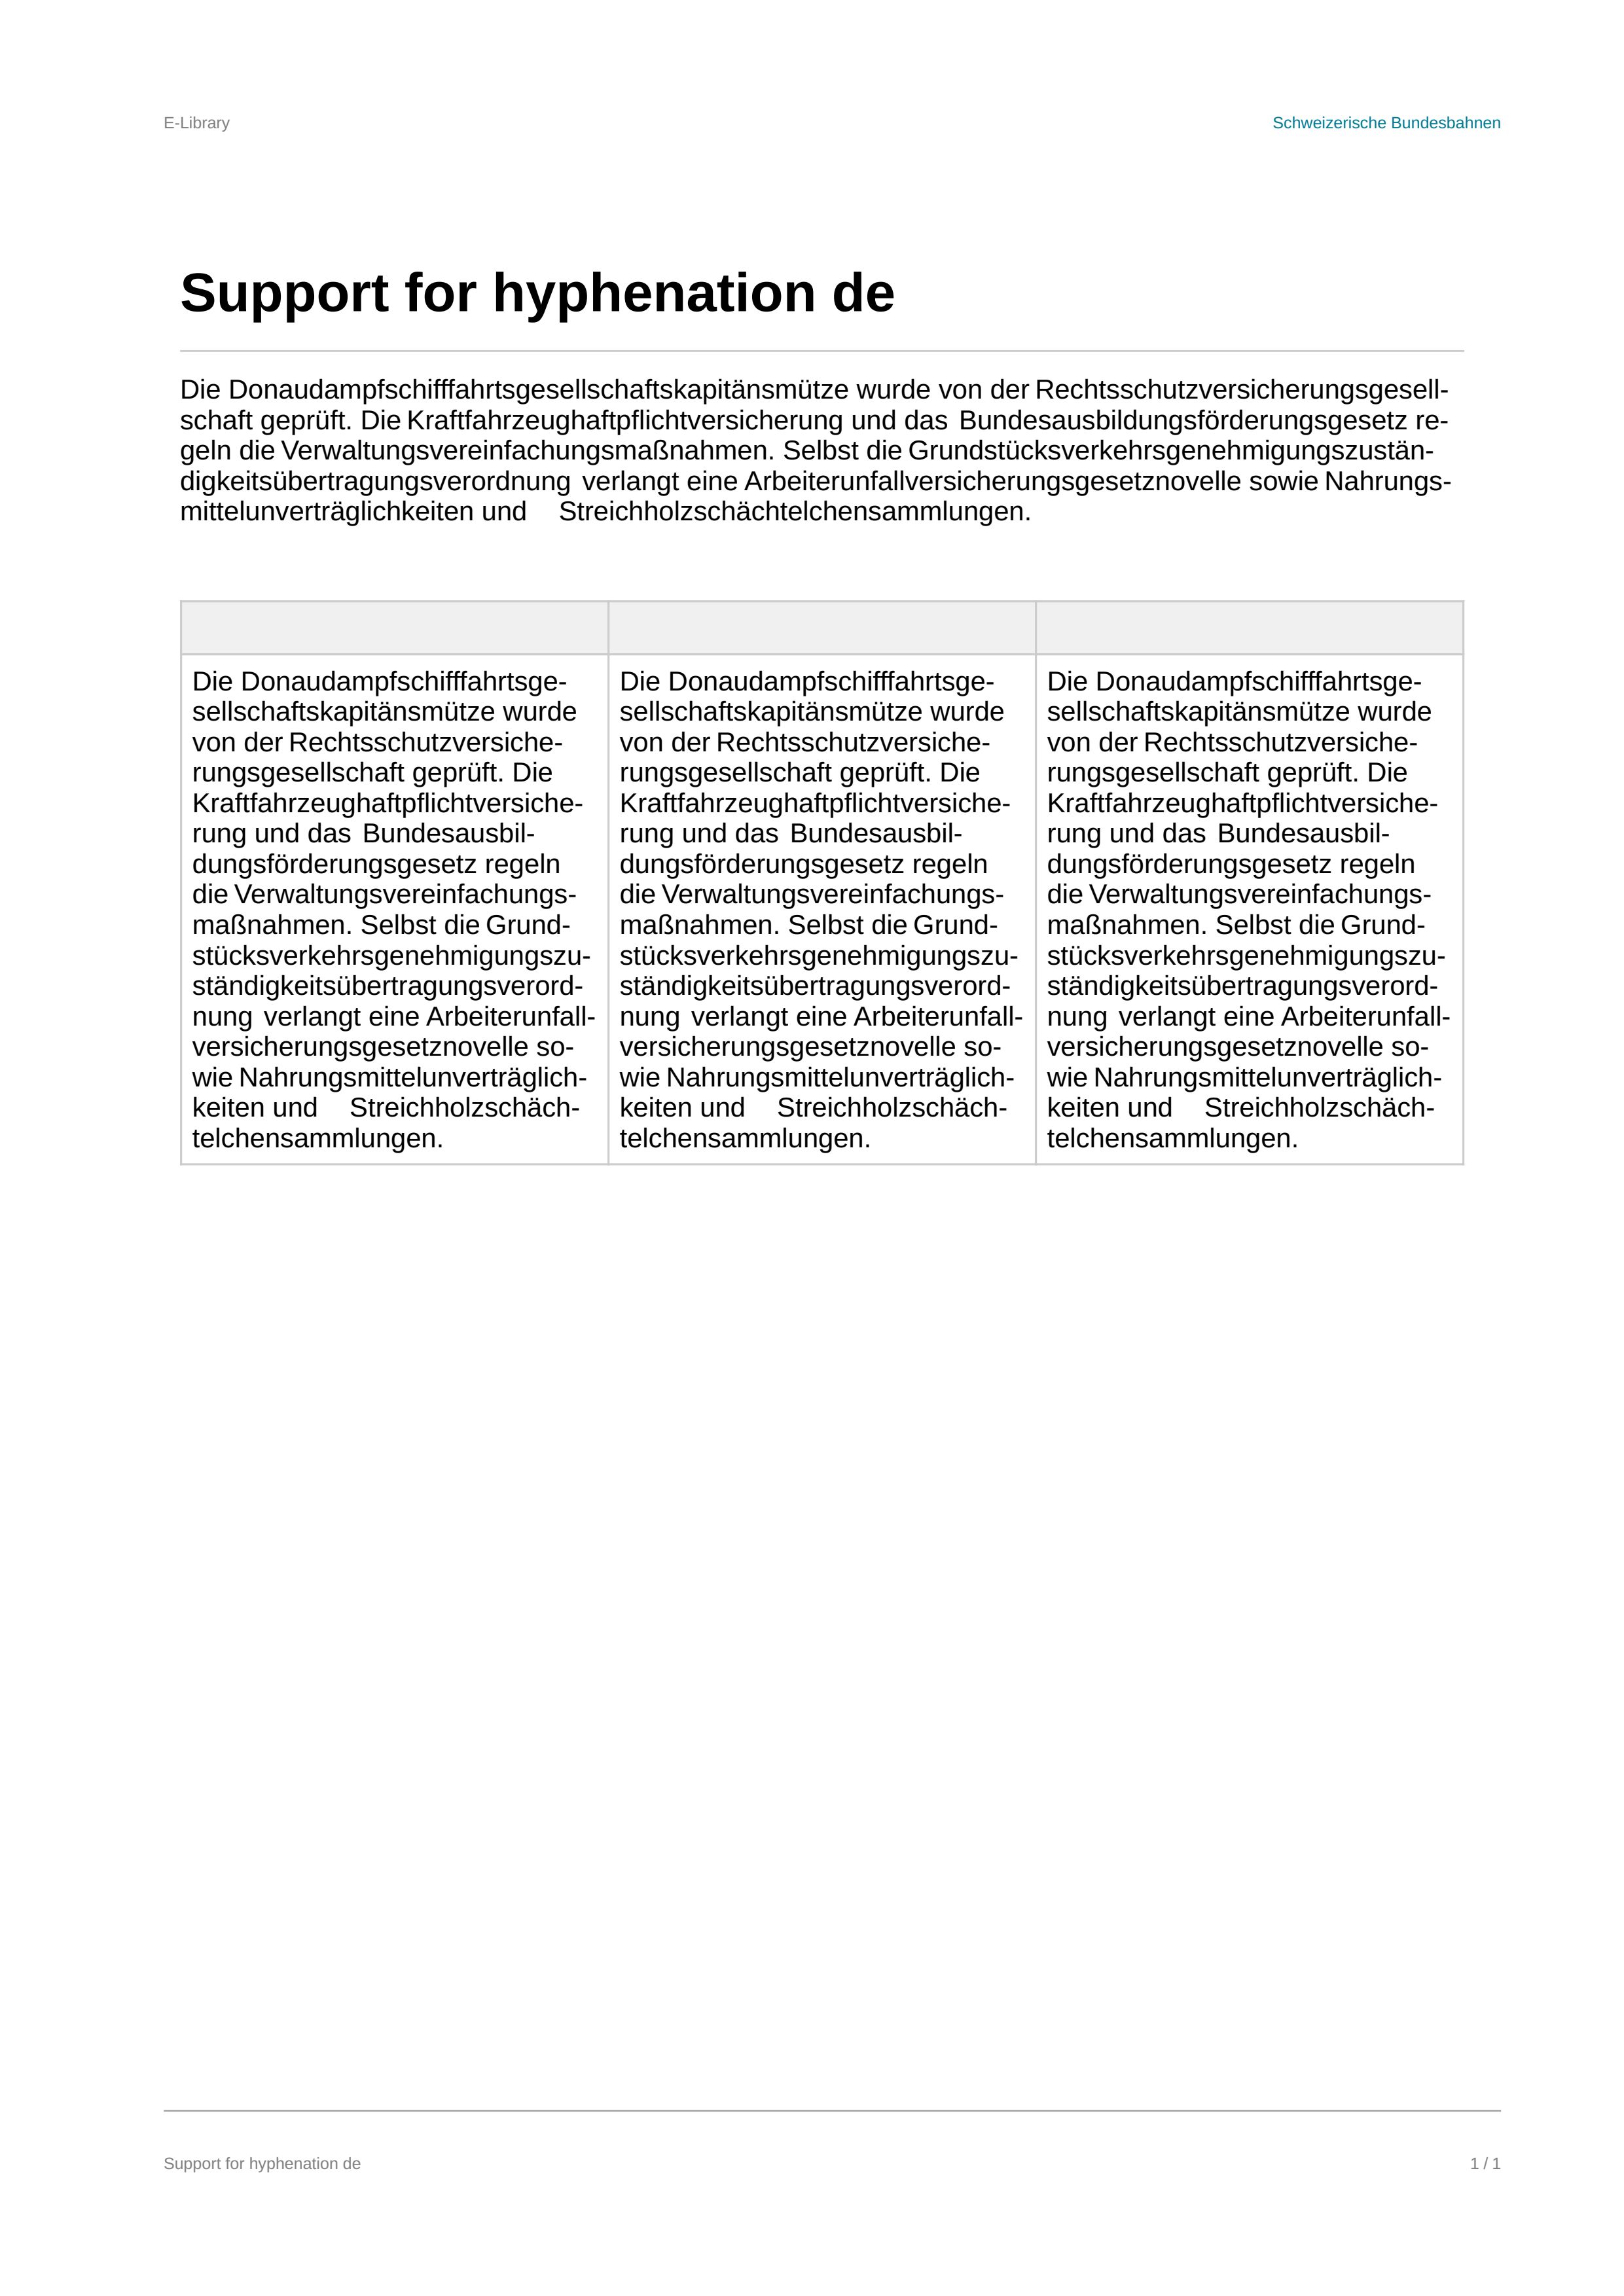 E-Library
Schweizerische Bundesbahnen
Support for hyphenation de
Die Donaudampfschifffahrtsgesellschaftskapitänsmütze wurde von der Rechtsschutzversicherungsgesell-
schaft geprüft. Die Kraftfahrzeughaftpflichtversicherung und das Bundesausbildungsförderungsgesetz re-
geln die Verwaltungsvereinfachungsmaßnahmen. Selbst die Grundstücksverkehrsgenehmigungszustän-
digkeitsübertragungsverordnung verlangt eine Arbeiterunfallversicherungsgesetznovelle sowie Nahrungs-
mittelunverträglichkeiten und Streichholzschächtelchensammlungen.
Die Donaudampfschifffahrtsge-
sellschaftskapitänsmütze wurde
von der Rechtsschutzversiche-
rungsgesellschaft geprüft. Die
Kraftfahrzeughaftpflichtversiche-
rung und das Bundesausbil-
dungsförderungsgesetz regeln
die Verwaltungsvereinfachungs-
maßnahmen. Selbst die Grund-
stücksverkehrsgenehmigungszu-
ständigkeitsübertragungsverord-
nung verlangt eine Arbeiterunfall-
versicherungsgesetznovelle so-
wie Nahrungsmittelunverträglich-
keiten und Streichholzschäch-
telchensammlungen.
Die Donaudampfschifffahrtsge-
sellschaftskapitänsmütze wurde
von der Rechtsschutzversiche-
rungsgesellschaft geprüft. Die
Kraftfahrzeughaftpflichtversiche-
rung und das Bundesausbil-
dungsförderungsgesetz regeln
die Verwaltungsvereinfachungs-
maßnahmen. Selbst die Grund-
stücksverkehrsgenehmigungszu-
ständigkeitsübertragungsverord-
nung verlangt eine Arbeiterunfall-
versicherungsgesetznovelle so-
wie Nahrungsmittelunverträglich-
keiten und Streichholzschäch-
telchensammlungen.
Die Donaudampfschifffahrtsge-
sellschaftskapitänsmütze wurde
von der Rechtsschutzversiche-
rungsgesellschaft geprüft. Die
Kraftfahrzeughaftpflichtversiche-
rung und das Bundesausbil-
dungsförderungsgesetz regeln
die Verwaltungsvereinfachungs-
maßnahmen. Selbst die Grund-
stücksverkehrsgenehmigungszu-
ständigkeitsübertragungsverord-
nung verlangt eine Arbeiterunfall-
versicherungsgesetznovelle so-
wie Nahrungsmittelunverträglich-
keiten und Streichholzschäch-
telchensammlungen.
Support for hyphenation de
1 / 1